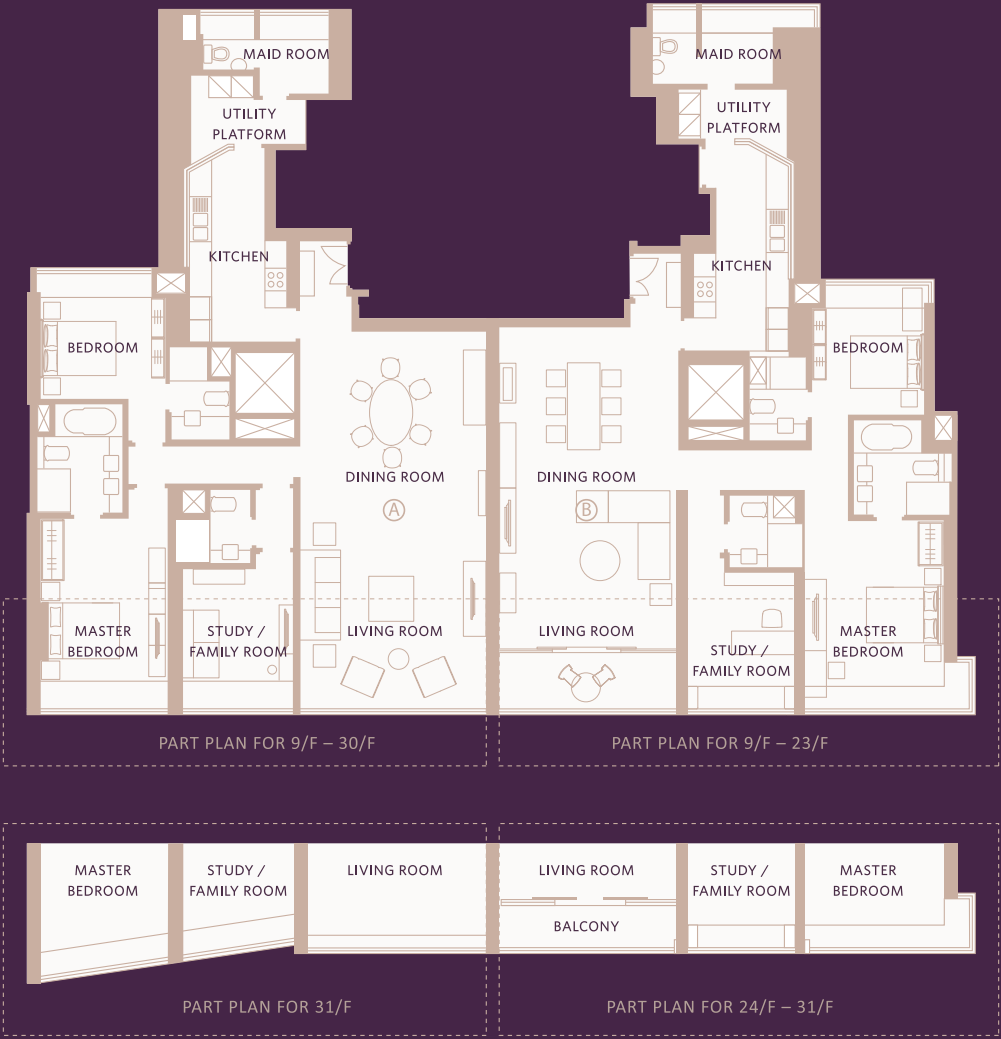 MAID ROOM
MAID ROOM
UTILITY
PLATFORM
UTILITY
PLATFORM
KITCHEN
KITCHEN
BEDROOM
BEDROOM
DINING ROOM
DINING ROOM
A
B
MASTER
BEDROOM
STUDY /
FAMILY ROOM
LIVING ROOM
LIVING ROOM
STUDY /
FAMILY ROOM
MASTER
BEDROOM
PART PLAN FOR 9/F – 30/F
PART PLAN FOR 9/F – 23/F
MASTER
BEDROOM
STUDY /
FAMILY ROOM
LIVING ROOM
LIVING ROOM
BALCONY
STUDY /
FAMILY ROOM
MASTER
BEDROOM
PART PLAN FOR 31/F
PART PLAN FOR 24/F – 31/F